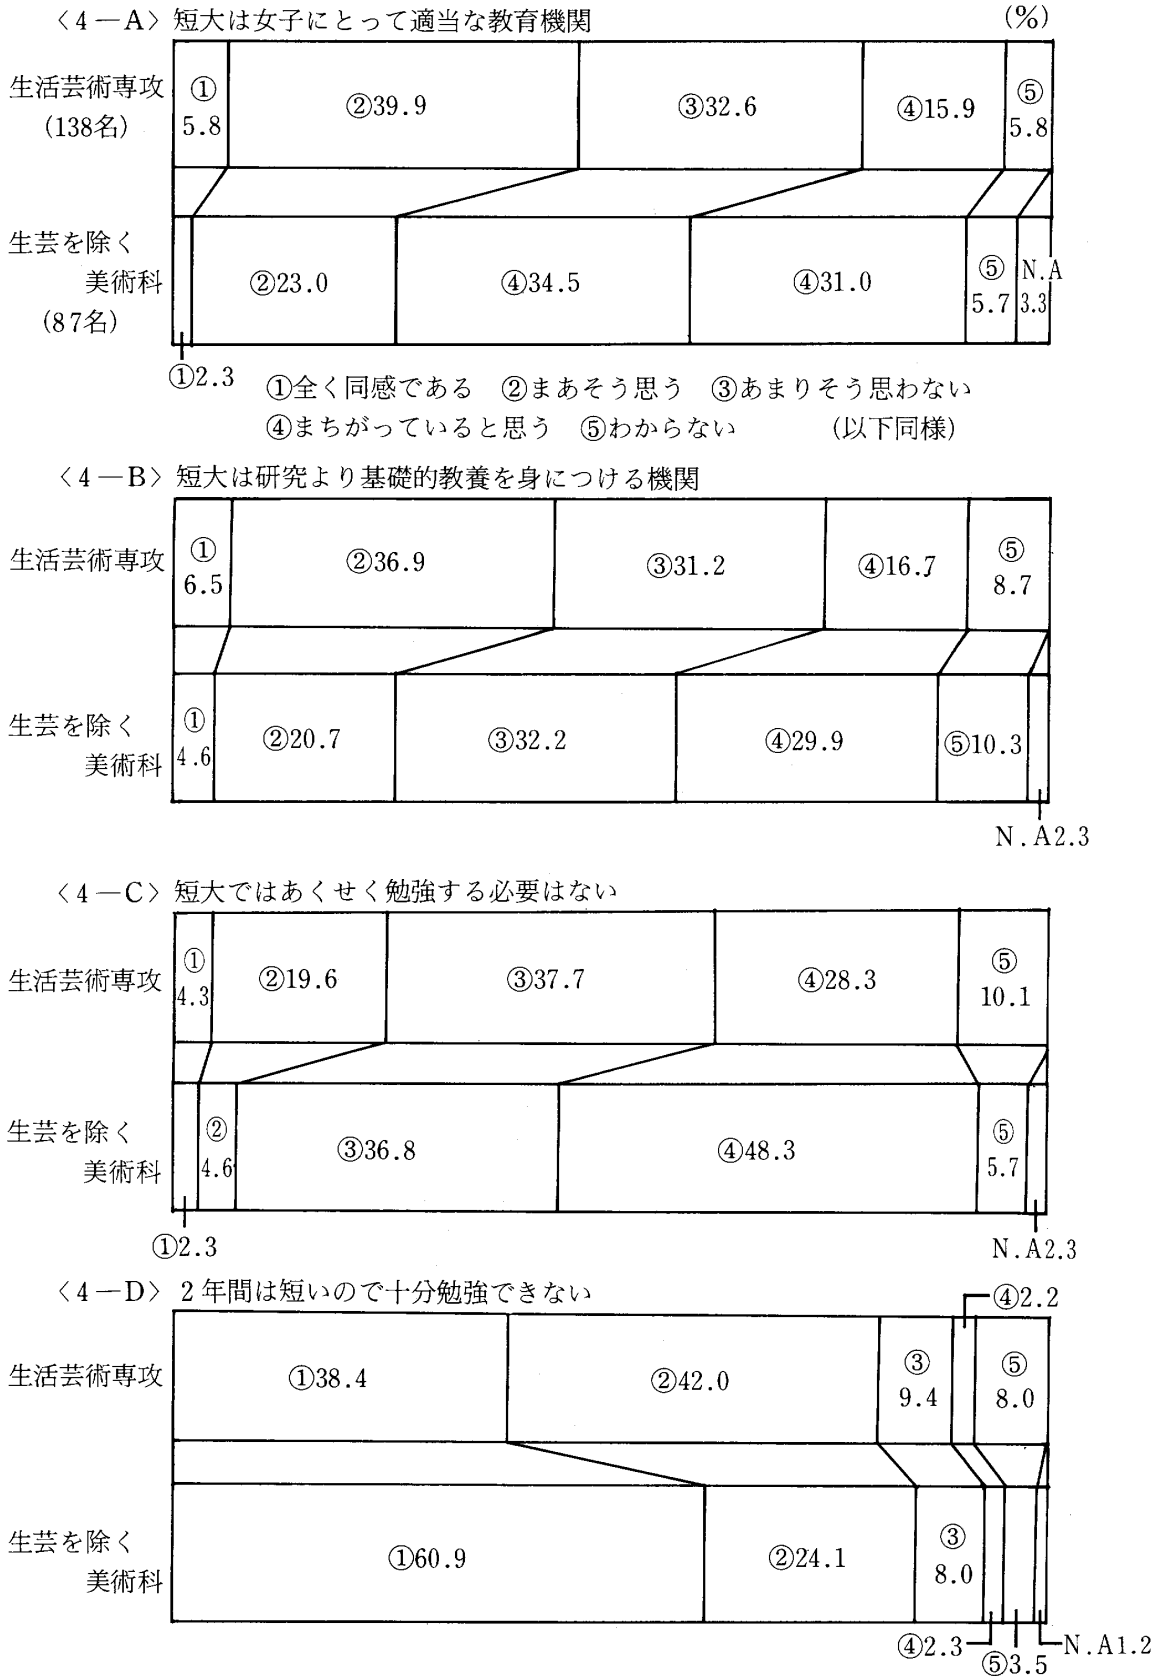 〈4－A〉短大は女子にとって適当な教育機関 (%)
生活芸術専攻
(138名)
① 5.8 ②39.9 ③32.6 ④15.9 ⑤ 5.8
生芸を除く
美術科
(87名)
②23.0 ④34.5 ④31.0 ⑤ 5.7 N.A 3.3
①2.3
①全く同感である ②まあそう思う ③あまりそう思わない
④まちがっていると思う ⑤わからない (以下同様)
〈4－B〉短大は研究より基礎的教養を身につける機関
生活芸術専攻
① 6.5 ②36.9 ③31.2 ④16.7 ⑤ 8.7
生芸を除く
美術科
① 4.6 ②20.7 ③32.2 ④29.9 ⑤10.3
N.A2.3
〈4－C〉短大ではあくせく勉強する必要はない
生活芸術専攻
① 4.3 ②19.6 ③37.7 ④28.3 ⑤ 10.1
生芸を除く
美術科
② 4.6 ③36.8 ④48.3 ⑤ 5.7
①2.3 N.A2.3
〈4－D〉2年間は短いので十分勉強できない
④2.2
生活芸術専攻
①38.4 ②42.0 ③ 9.4 ⑤ 8.0
生芸を除く
美術科
①60.9 ②24.1 ③ 8.0
④2.3 ⑤3.5 N.A1.2